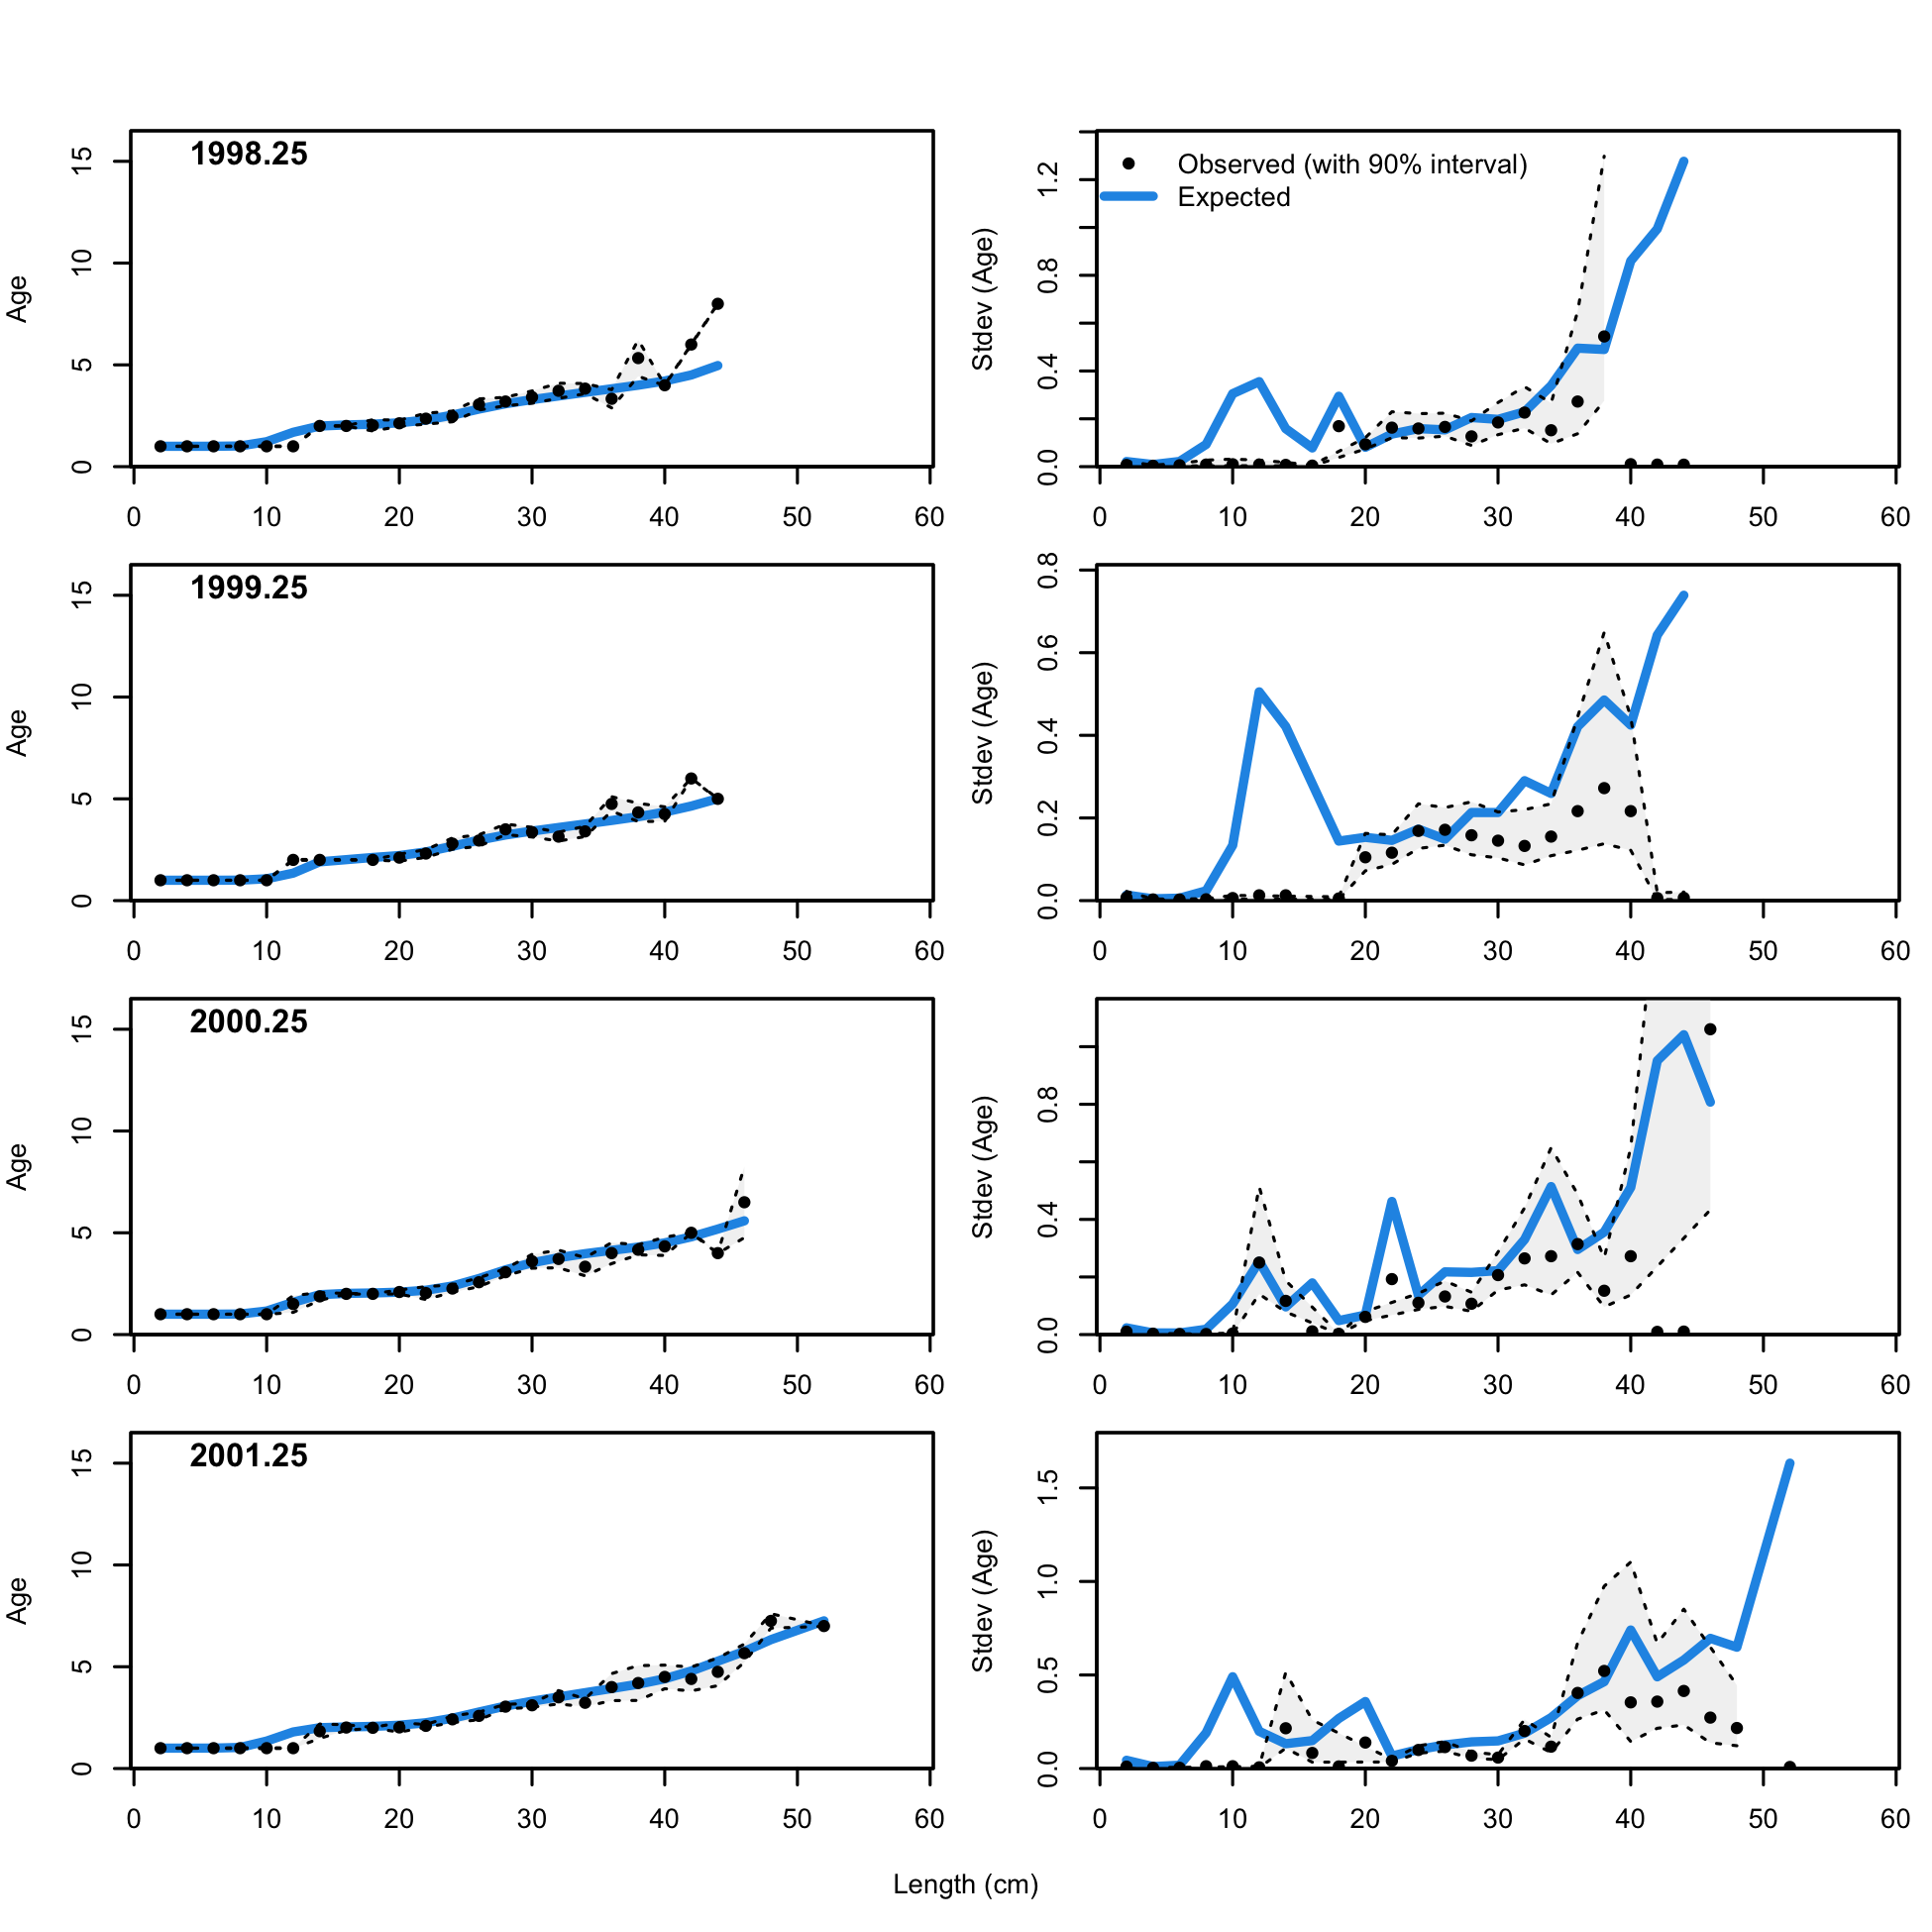 1998.25
Age
0 5 10 15
0 10 20 30 40 50 60
Observed (with 90% interval)
Expected
Stdev (Age)
0.0 0.4 0.8 1.2
0 10 20 30 40 50 60
1999.25
Age
0 5 10 15
0 10 20 30 40 50 60
Stdev (Age)
0.0 0.2 0.4 0.6 0.8
0 10 20 30 40 50 60
2000.25
Age
0 5 10 15
0 10 20 30 40 50 60
Stdev (Age)
0.0 0.4 0.8
0 10 20 30 40 50 60
2001.25
Age
0 5 10 15
0 10 20 30 40 50 60
Stdev (Age)
0.0 0.5 1.0 1.5
0 10 20 30 40 50 60
Length (cm)